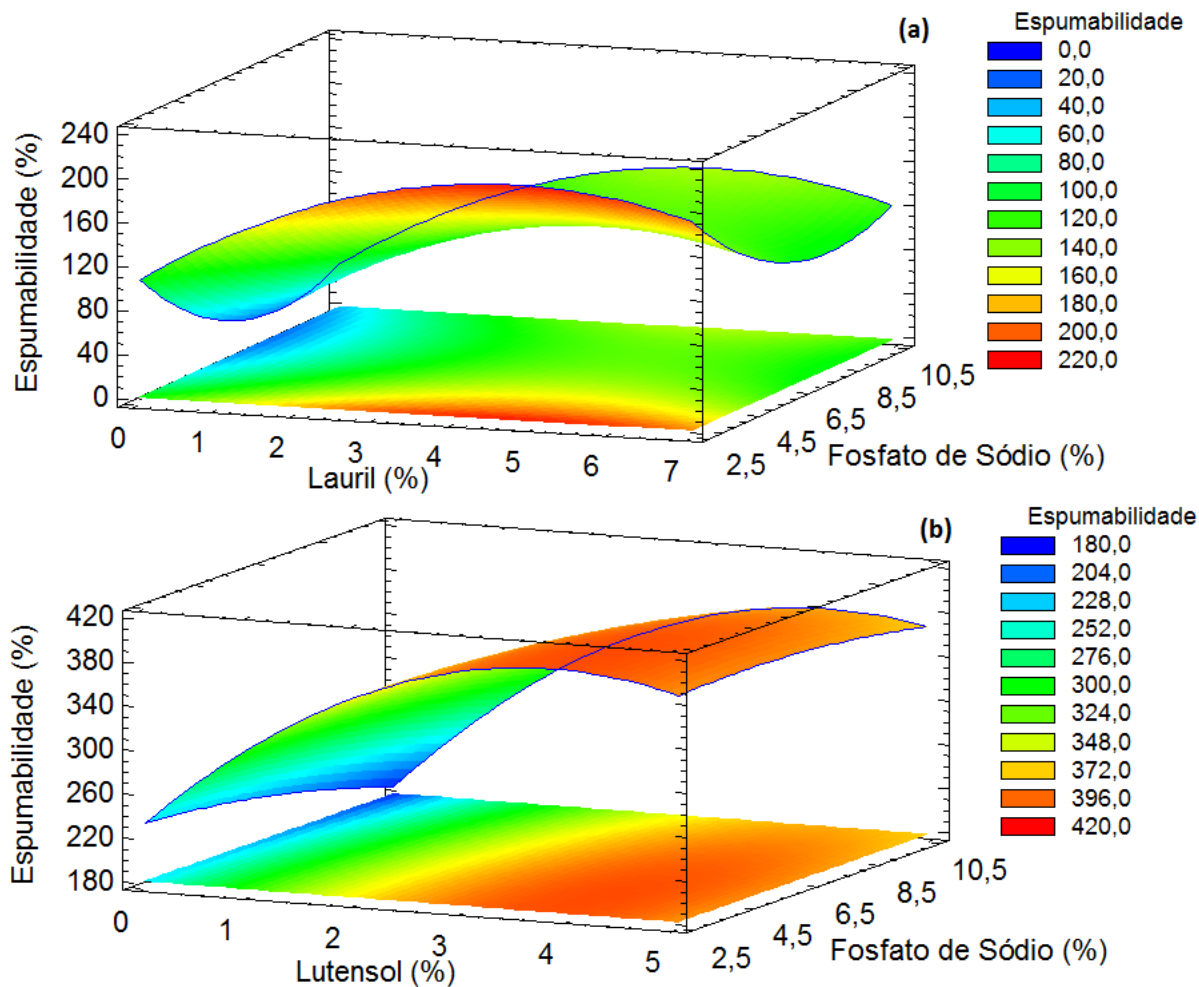 (a)
Espumabilidade
0,0
20,0
40,0
60,0
80,0
100,0
120,0
140,0
160,0
180,0
200,0
220,0
Espumabilidade (%)
240
200
160
120
80
40
0
0 1 2 3 4 5 6 7
Lauril (%)
2,5 4,5 6,5 8,5 10,5
Fosfato de Sódio (%)
(b)
Espumabilidade
180,0
204,0
228,0
252,0
276,0
300,0
324,0
348,0
372,0
396,0
420,0
Espumabilidade (%)
420
380
340
300
260
220
180
0 1 2 3 4 5
Lutensol (%)
2,5 4,5 6,5 8,5 10,5
Fosfato de Sódio (%)